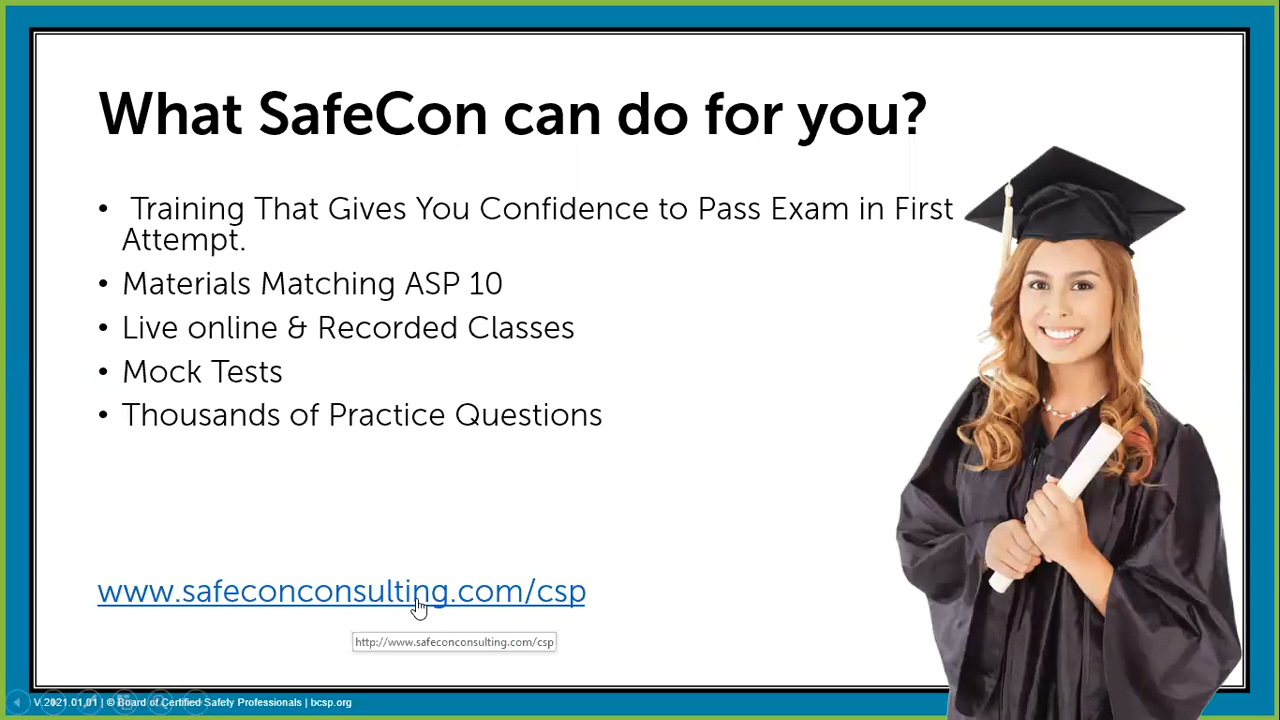 What SafeCon can do for you?
• Training That Gives You Confidence to Pass Exam in First
Attempt.
• Materials Matching ASP 10
• Live online & Recorded Classes
• Mock Tests
• Thousands of Practice Questions
www.safeconconsulting.com/csp
http://www.safeconconsulting.com/csp
V.2021.01.01 | © Board of Certified Safety Professionals | bcsp.org